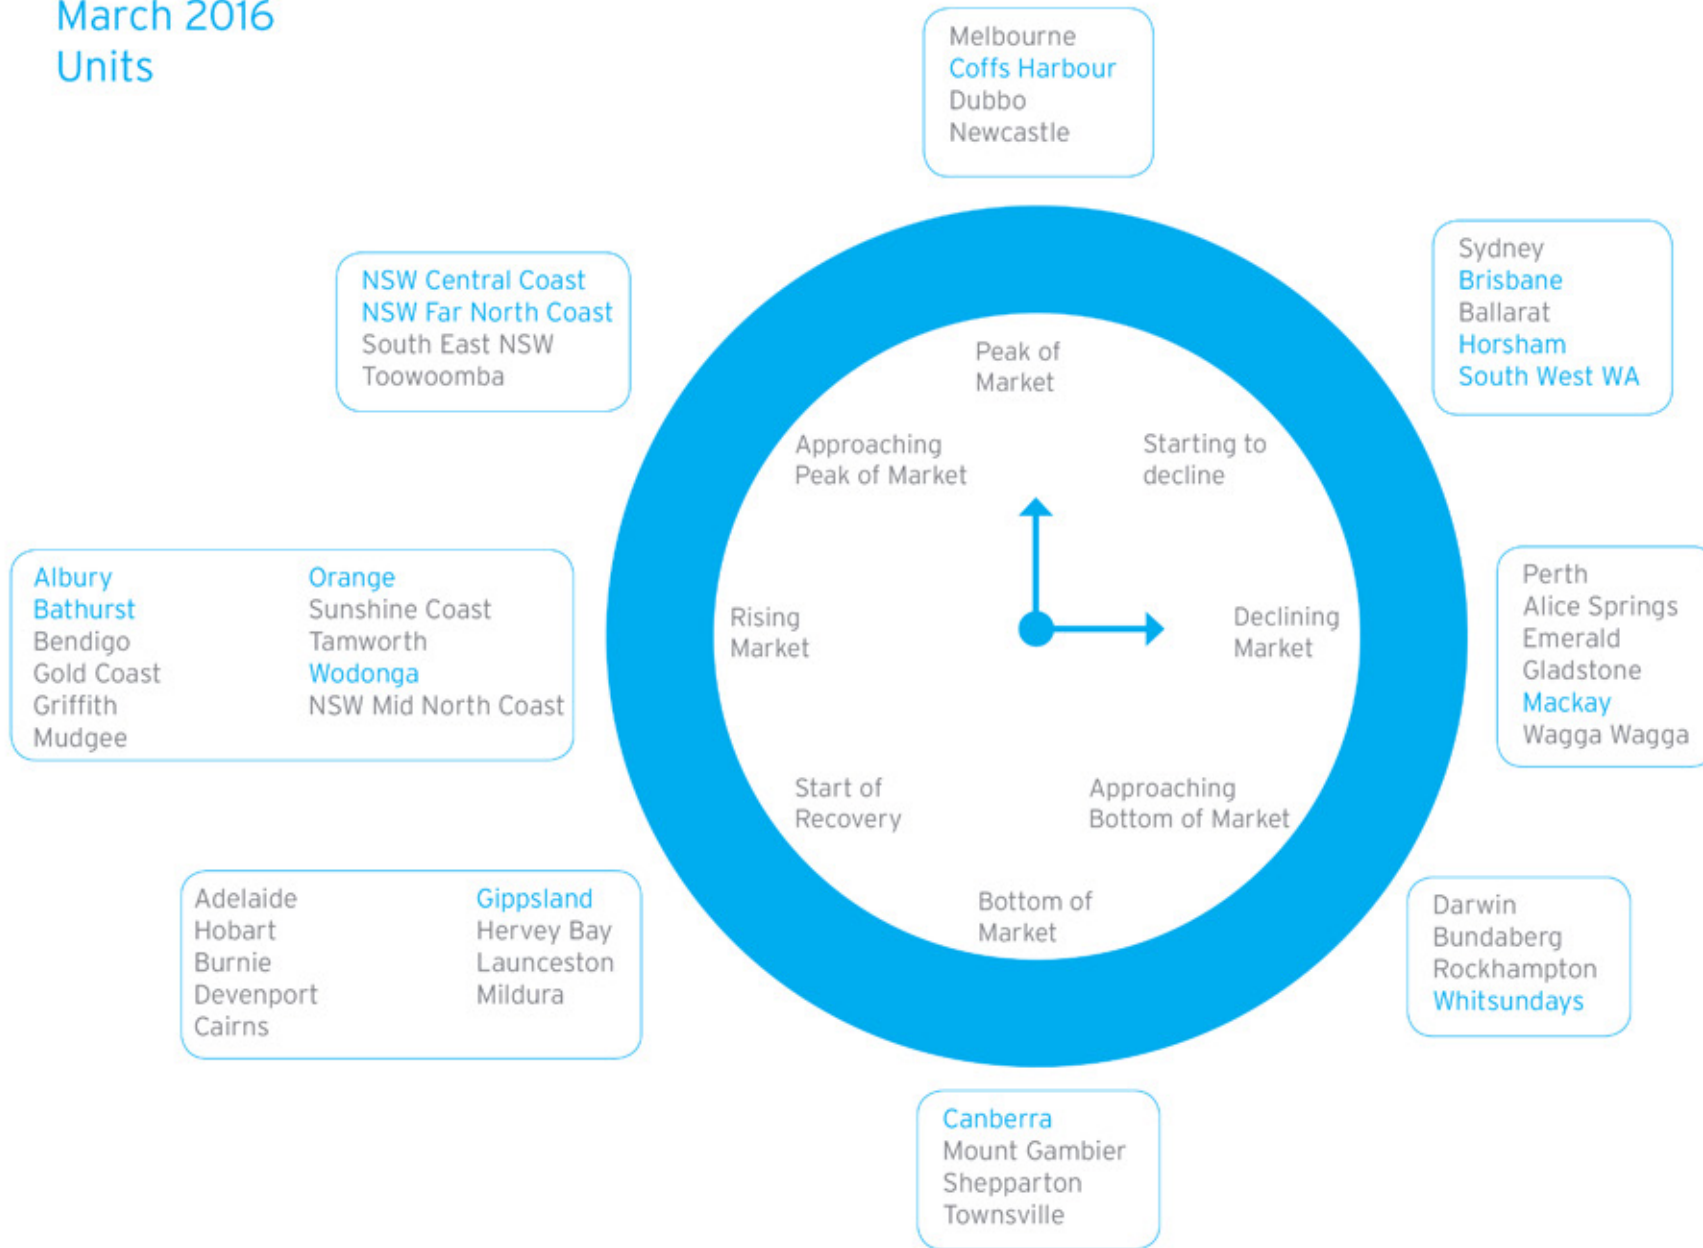 March 2016
Units
Melbourne
Coffs Harbour
Dubbo
Newcastle
Sydney
Brisbane
Ballarat
Horsham
South West WA
NSW Central Coast
NSW Far North Coast
South East NSW
Toowoomba
Peak of
Market
Approaching
Peak of Market
Starting to
decline
Albury
Bathurst
Bendigo
Gold Coast
Griffith
Mudgee
Orange
Sunshine Coast
Tamworth
Wodonga
NSW Mid North Coast
Rising
Market
Declining
Market
Perth
Alice Springs
Emerald
Gladstone
Mackay
Wagga Wagga
Start of
Recovery
Approaching
Bottom of Market
Adelaide
Hobart
Burnie
Devenport
Cairns
Gippsland
Hervey Bay
Launceston
Mildura
Bottom of
Market
Darwin
Bundaberg
Rockhampton
Whitsundays
Canberra
Mount Gambier
Shepparton
Townsville